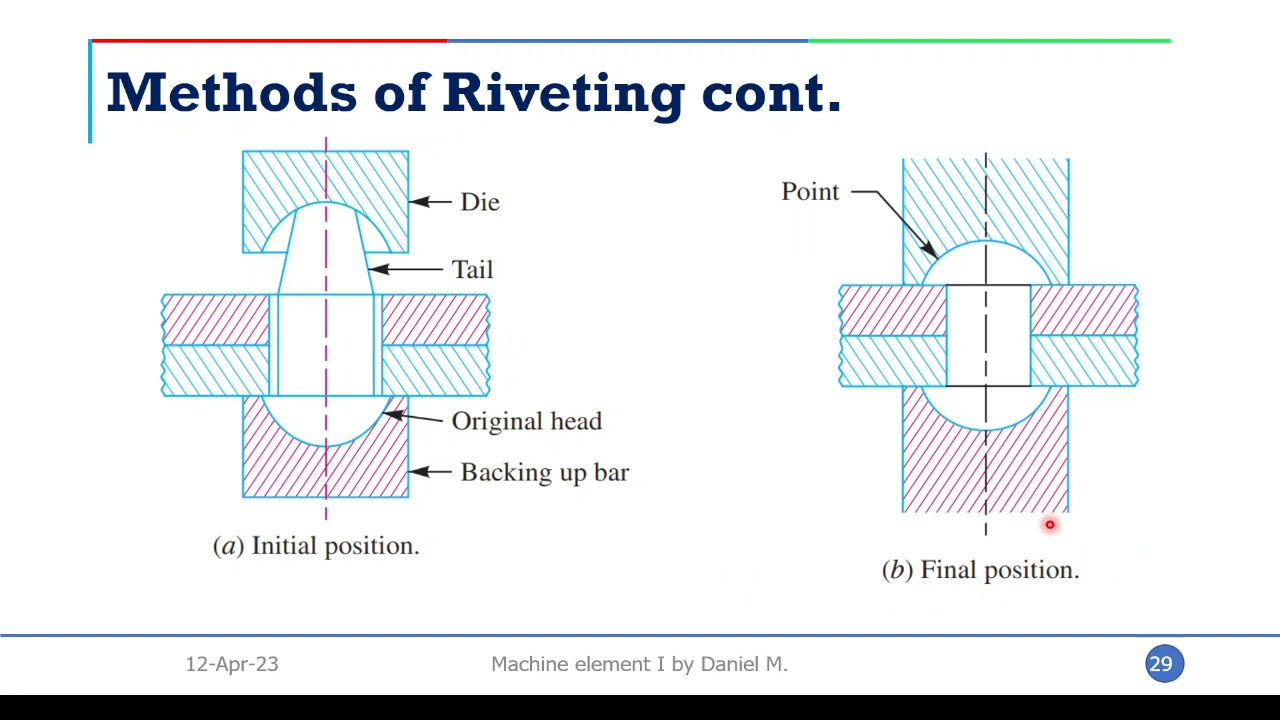 Methods of Riveting cont.
Die
Tail
Original head
Backing up bar
(a) Initial position.
Point
(b) Final position.
12-Apr-23
Machine element I by Daniel M.
29